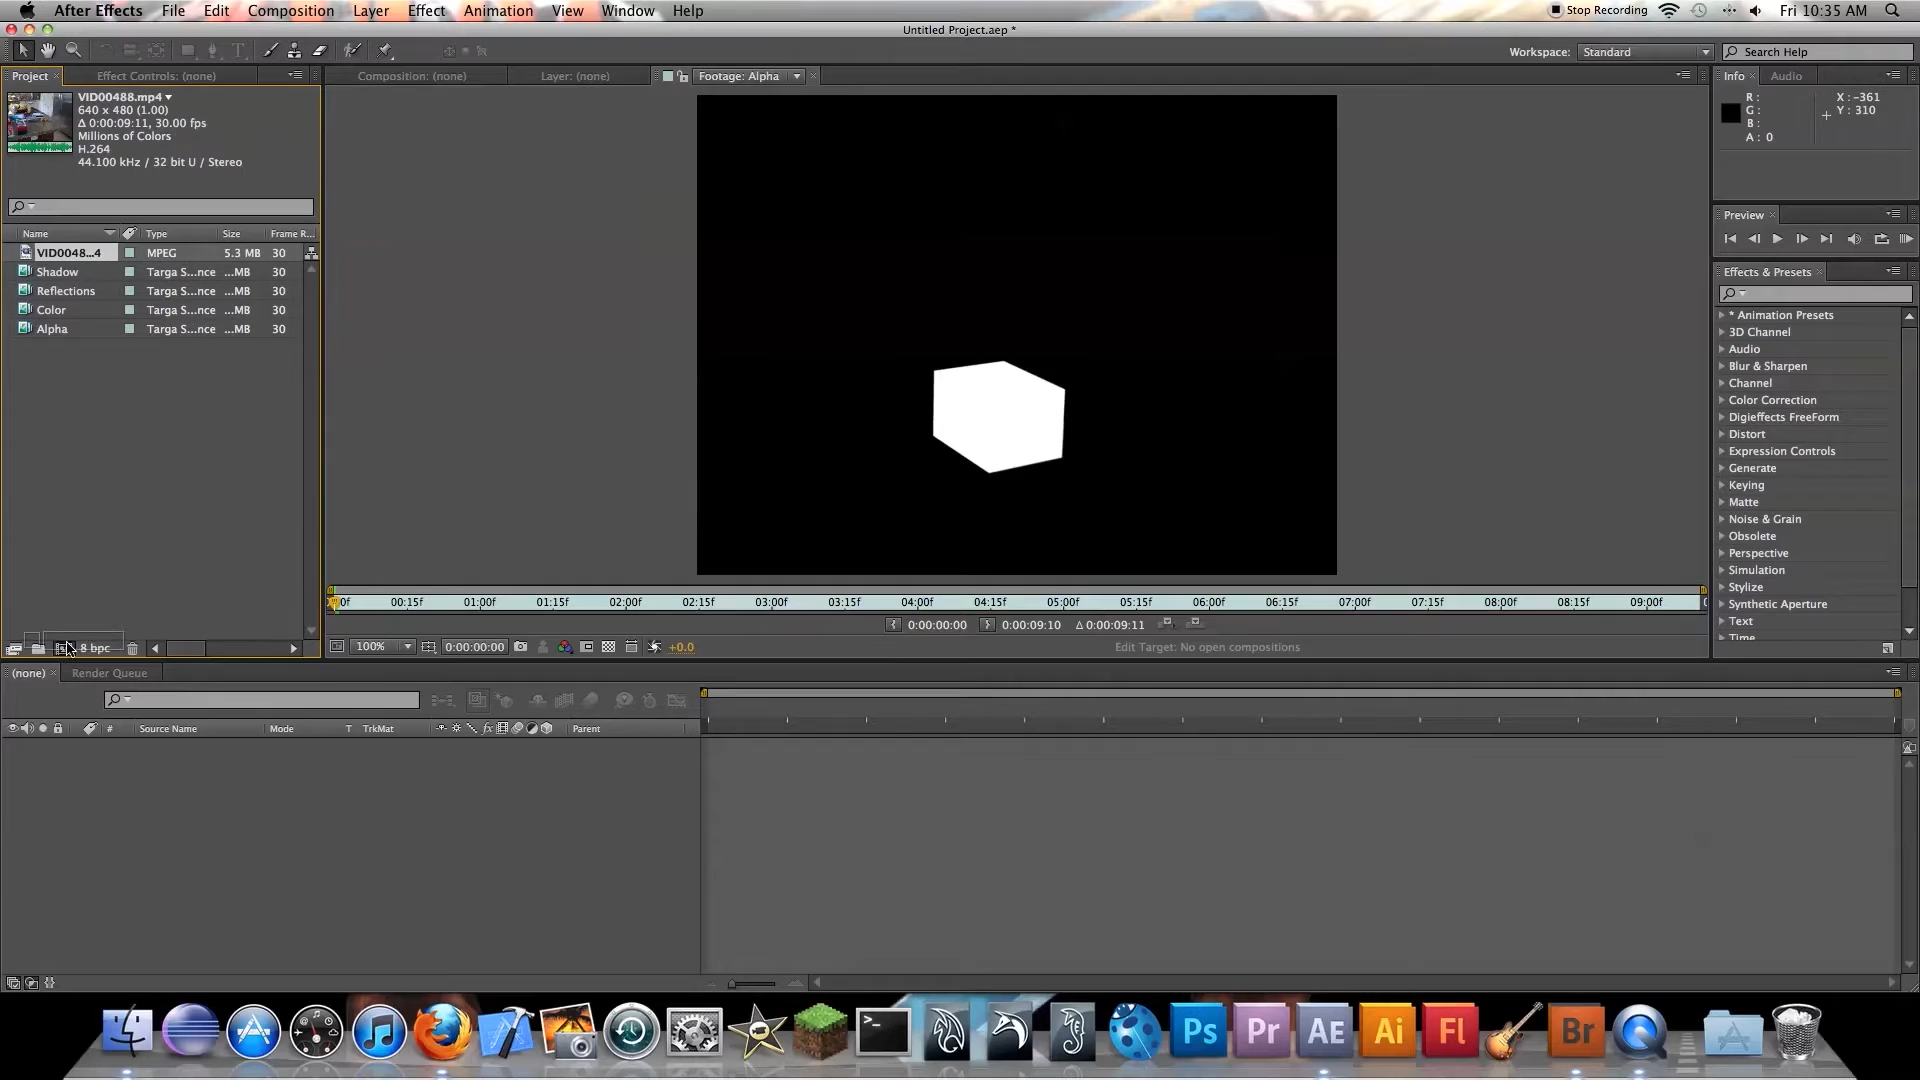 After Effects File Edit Composition Layer Effect Animation View Window Help
Stop Recording Fri 10:35 AM
Untitled Project.aep *
Workspace: Standard Search Help
Project Effect Controls: (none)
Composition: (none) Layer: (none) Footage: Alpha
Info Audio
VID00488.mp4
640 x 480 (1.00)
Δ 0:00:09:11, 30.00 fps
Millions of Colors
H.264
44.100 kHz / 32 bit U / Stereo
R :
G :
B :
A : 0
X : -361
Y : 310
Preview
Effects & Presets
Name Type Size Frame R...
VID0048...4 MPEG 5.3 MB 30
Shadow Targa S...nce ...MB 30
Reflections Targa S...nce ...MB 30
Color Targa S...nce ...MB 30
Alpha Targa S...nce ...MB 30
* Animation Presets
3D Channel
Audio
Blur & Sharpen
Channel
Color Correction
Digieffects FreeForm
Distort
Expression Controls
Generate
Keying
Matte
Noise & Grain
Obsolete
Perspective
Simulation
Stylize
Synthetic Aperture
Text
Time
00f 00:15f 01:00f 01:15f 02:00f 02:15f 03:00f 03:15f 04:00f 04:15f 05:00f 05:15f 06:00f 06:15f 07:00f 07:15f 08:00f 08:15f 09:00f
0:00:00:00 0:00:09:10 Δ 0:00:09:11
8 bpc
100% 0:00:00:00 +0.0 Edit Target: No open compositions
(none) Render Queue
# Source Name Mode T TrkMat fx Parent
Ps Pr AE Ai Fl Br